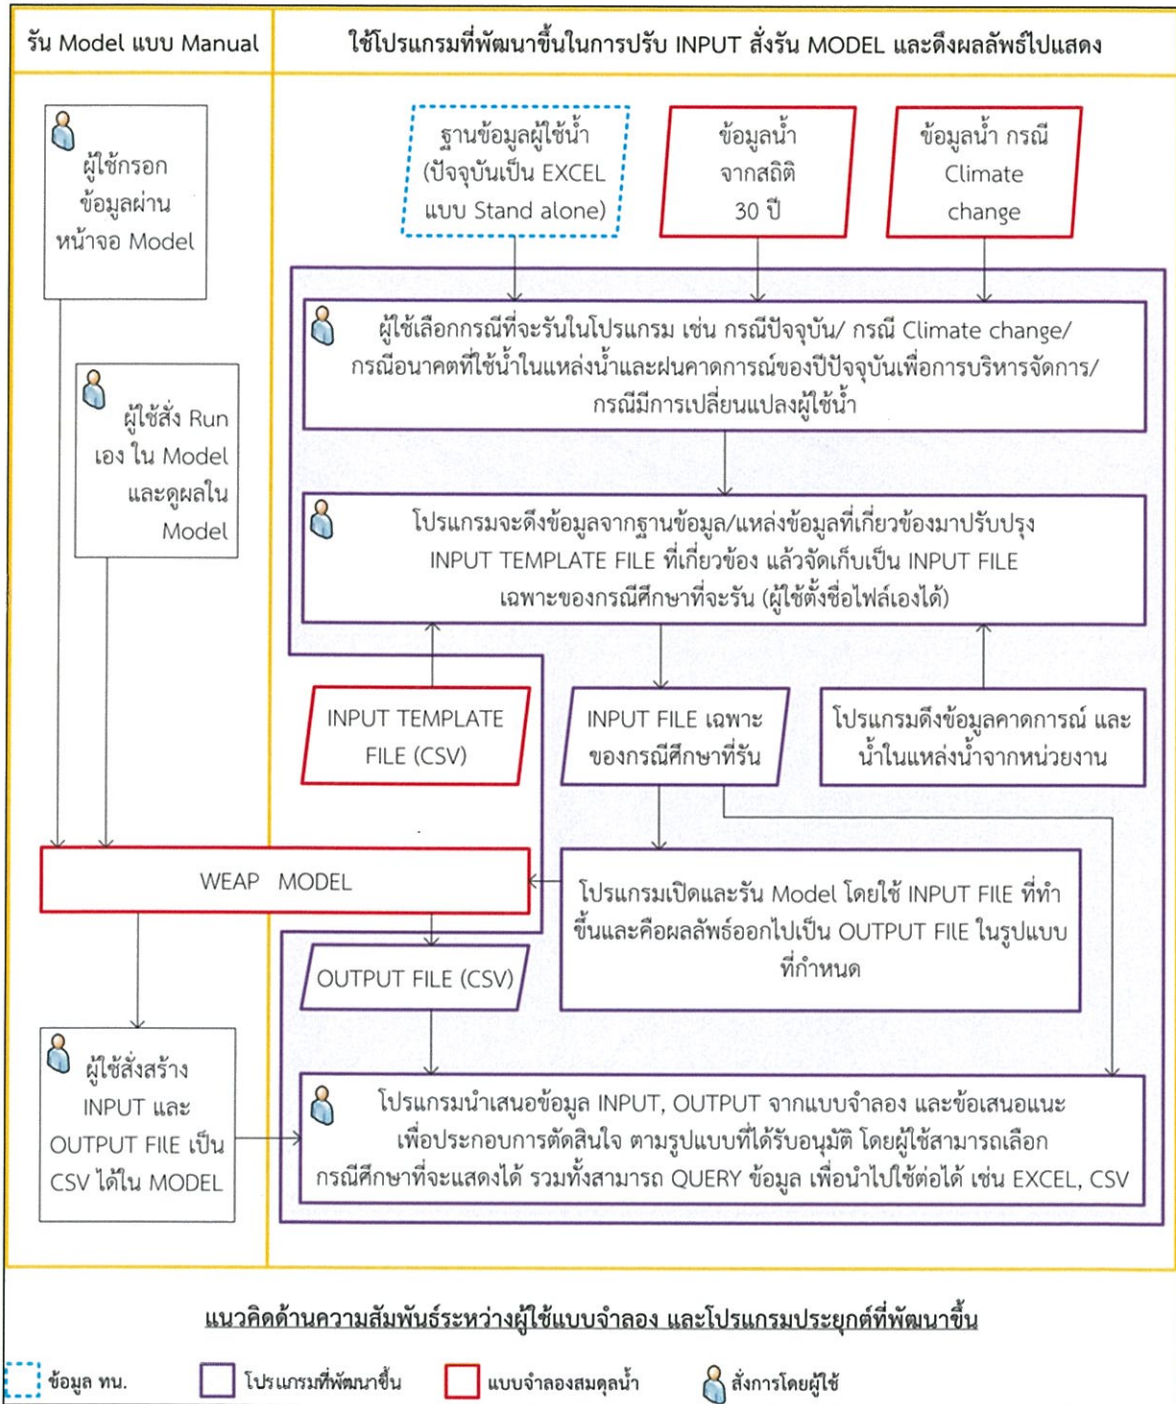 รัน Model แบบ Manual
ใช้โปรแกรมที่พัฒนาขึ้นในการปรับ INPUT สั่งรัน MODEL และดึงผลลัพธ์ไปแสดง
ผู้ใช้กรอก
ข้อมูลผ่าน
หน้าจอ Model
ฐานข้อมูลผู้ใช้น้ำ
(ปัจจุบันเป็น EXCEL
แบบ Stand alone)
ข้อมูลน้ำ
จากสถิติ
30 ปี
ข้อมูลน้ำ กรณี
Climate
change
ผู้ใช้เลือกกรณีที่จะรันในโปรแกรม เช่น กรณีปัจจุบัน/ กรณี Climate change/
กรณีอนาคตที่ใช้น้ำในแหล่งน้ำและฝนคาดการณ์ของปีปัจจุบันเพื่อการบริหารจัดการ/
กรณีมีการเปลี่ยนแปลงผู้ใช้น้ำ
ผู้ใช้สั่ง Run
เอง ใน Model
และดูผลใน
Model
โปรแกรมจะดึงข้อมูลจากฐานข้อมูล/แหล่งข้อมูลที่เกี่ยวข้องมาปรับปรุง
INPUT TEMPLATE FILE ที่เกี่ยวข้อง แล้วจัดเก็บเป็น INPUT FILE
เฉพาะของกรณีศึกษาที่จะรัน (ผู้ใช้ตั้งชื่อไฟล์เองได้)
INPUT TEMPLATE
FILE (CSV)
INPUT FILE เฉพาะ
ของกรณีศึกษาที่รัน
โปรแกรมดึงข้อมูลคาดการณ์ และ
น้ำในแหล่งน้ำจากหน่วยงาน
WEAP MODEL
โปรแกรมเปิดและรัน Model โดยใช้ INPUT FILE ที่ทำ
ขึ้นและคือผลลัพธ์ออกไปเป็น OUTPUT FILE ในรูปแบบ
ที่กำหนด
OUTPUT FILE (CSV)
ผู้ใช้สั่งสร้าง
INPUT และ
OUTPUT FILE เป็น
CSV ได้ใน MODEL
โปรแกรมนำเสนอข้อมูล INPUT, OUTPUT จากแบบจำลอง และข้อเสนอแนะ
เพื่อประกอบการตัดสินใจ ตามรูปแบบที่ได้รับอนุมัติ โดยผู้ใช้สามารถเลือก
กรณีศึกษาที่จะแสดงได้ รวมทั้งสามารถ QUERY ข้อมูล เพื่อนำไปใช้ต่อได้ เช่น EXCEL, CSV
แนวคิดด้านความสัมพันธ์ระหว่างผู้ใช้แบบจำลอง และโปรแกรมประยุกต์ที่พัฒนาขึ้น
ข้อมูล ทน.
โปรแกรมที่พัฒนาขึ้น
แบบจำลองสมดุลน้ำ
สั่งการโดยผู้ใช้